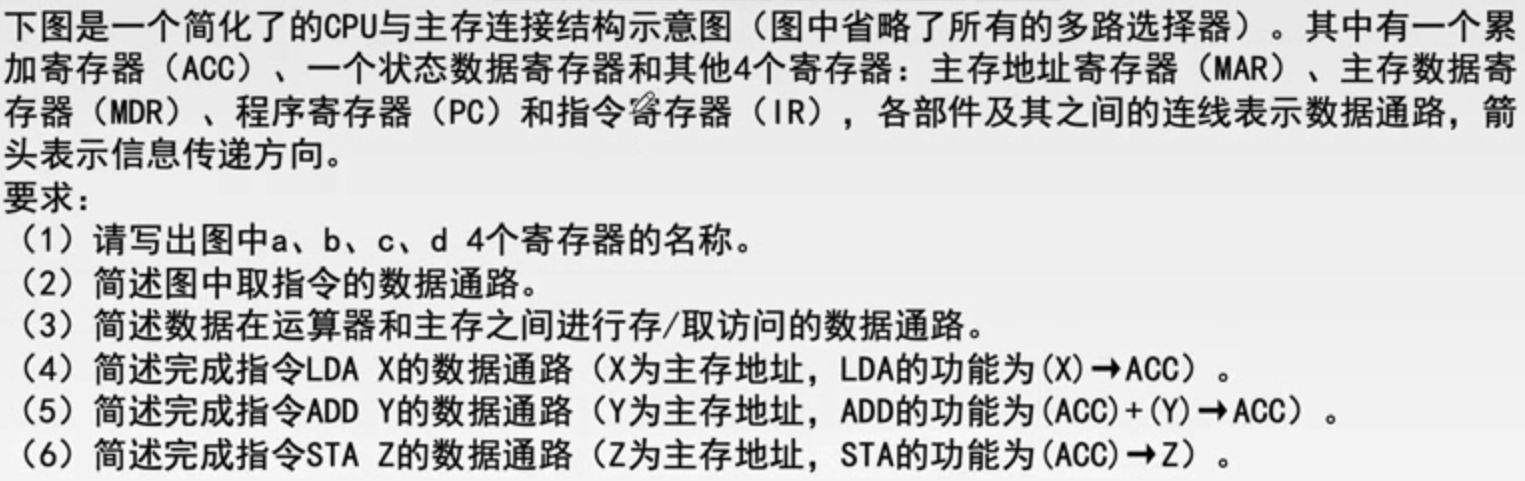 下图是一个简化了的CPU与主存连接结构示意图（图中省略了所有的多路选择器）。其中有一个累
加寄存器（ACC）、一个状态数据寄存器和其他4个寄存器：主存地址寄存器（MAR）、主存数据寄
存器（MDR）、程序寄存器（PC）和指令寄存器（IR），各部件及其之间的连线表示数据通路，箭
头表示信息传递方向。
要求：
（1）请写出图中a、b、c、d 4个寄存器的名称。
（2）简述图中取指令的数据通路。
（3）简述数据在运算器和主存之间进行存/取访问的数据通路。
（4）简述完成指令LDA X的数据通路（X为主存地址，LDA的功能为(X)→ACC）。
（5）简述完成指令ADD Y的数据通路（Y为主存地址，ADD的功能为(ACC)+(Y)→ACC）。
（6）简述完成指令STA Z的数据通路（Z为主存地址，STA的功能为(ACC)→Z）。